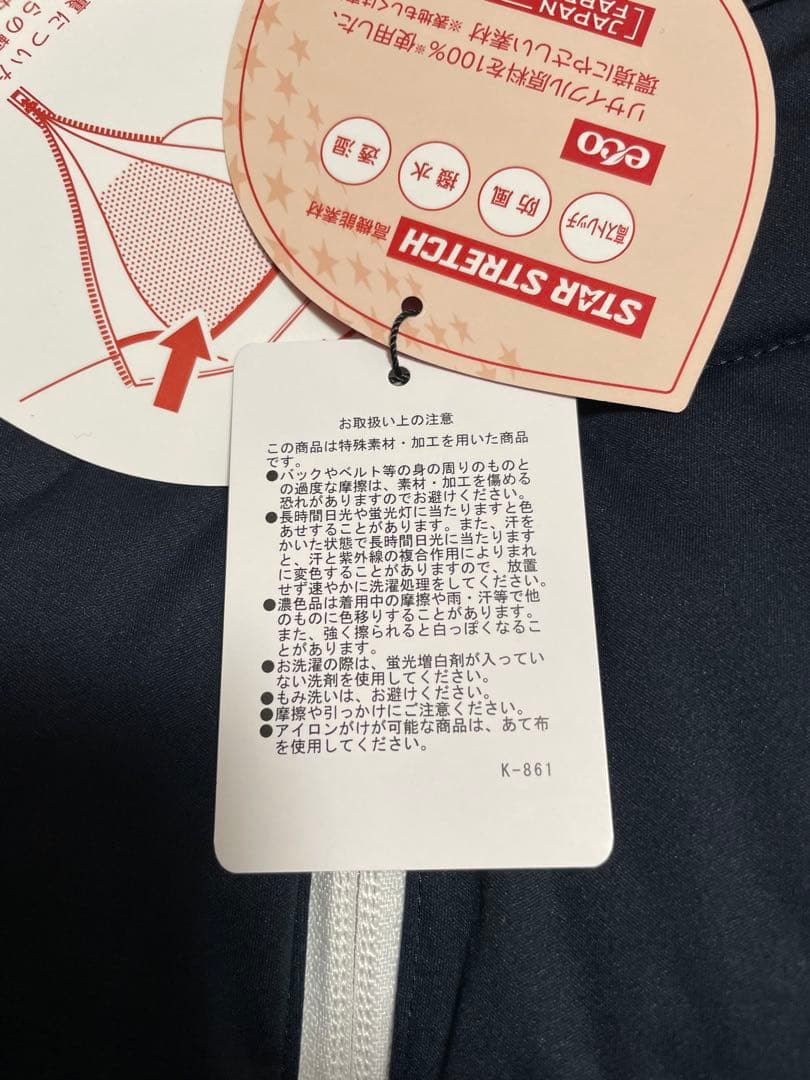 お取扱い上の注意
この商品は特殊素材・加工を用いた商品
です。
●バックやベルト等の身の周りのものと
の過度な摩擦は、素材・加工を傷める
恐れがありますのでお避けください。
●長時間日光や蛍光灯に当たりますと色
あせすることがあります。また、汗を
かいた状態で長時間日光に当たります
と、汗と紫外線の複合作用によりまれ
に変色することがありますので、放置
せず速やかに洗濯処理をしてください。
●濃色品は着用中の摩擦や雨・汗等で他
のものに色移りすることがあります。
また、強く擦られると白っぽくなるこ
とがあります。
●お洗濯の際は、蛍光増白剤が入ってい
ない洗剤を使用してください。
●もみ洗いは、お避けください。
●摩擦や引っかけにご注意ください。
●アイロンがけが可能な商品は、あて布
を使用してください。
K-861
STAR STRETCH
高機能素材
高ストレッチ
防風
撥水
透湿
eco
リサイクル原料を100%※使用した、
環境にやさしい素材 ※表地もしくは
JAPAN
裏についた